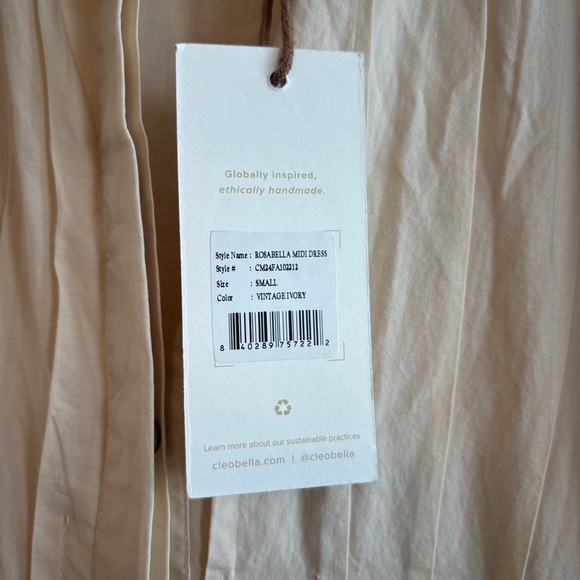 Globally inspired,
ethically handmade.
Style Name : ROSABELLA MIDI DRESS
Style # : CM24FA102212
Size : SMALL
Color : VINTAGE IVORY
8 40289 75722 2
Learn more about our sustainable practices
cleobella.com | @cleobella